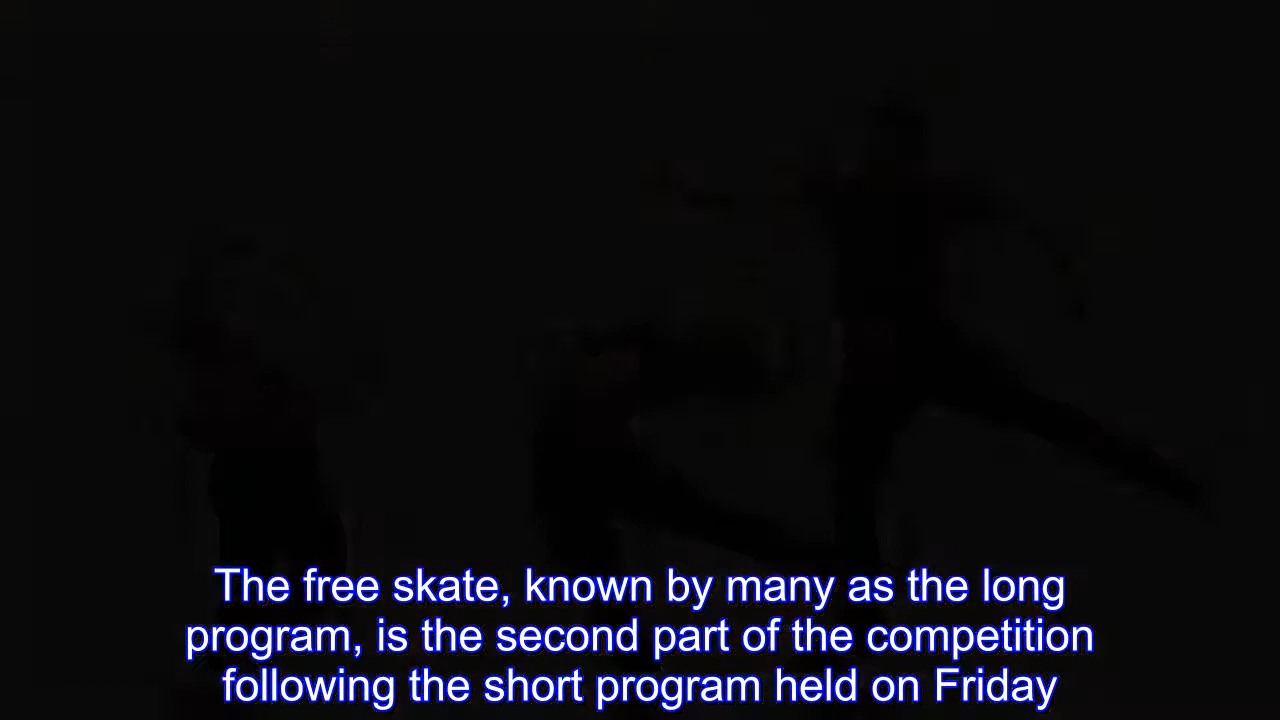 The free skate, known by many as the long
program, is the second part of the competition
following the short program held on Friday